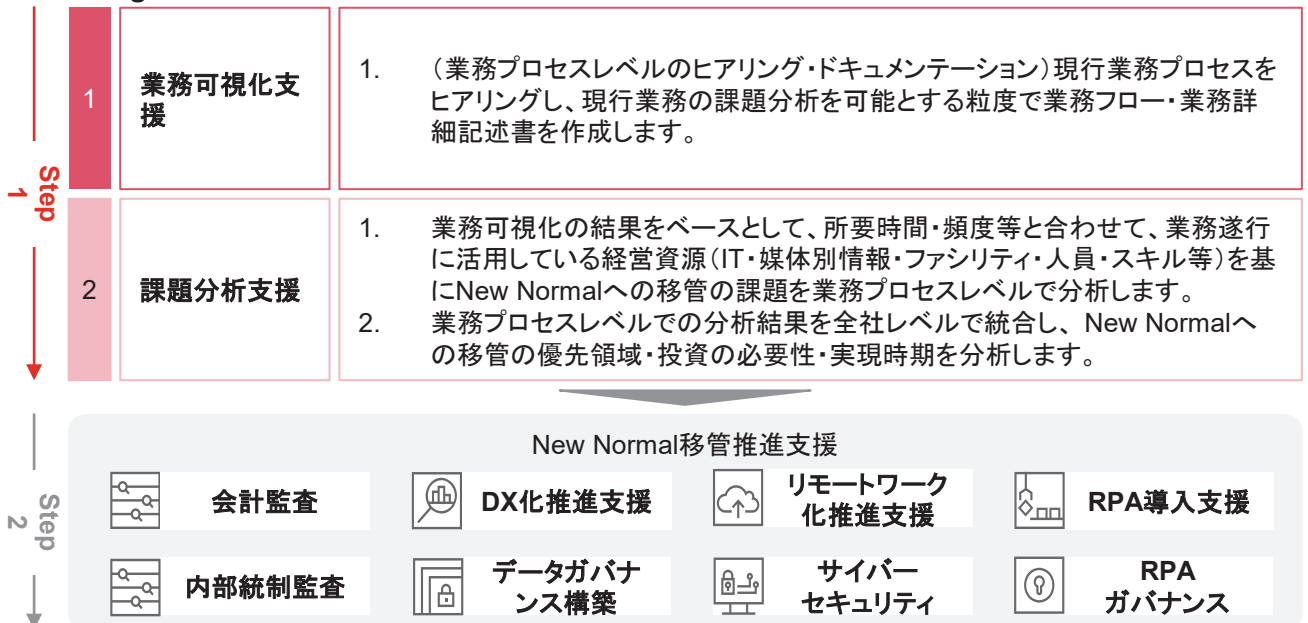 Step
1
1
業務可視化支
援
1. （業務プロセスレベルのヒアリング・ドキュメンテーション）現行業務プロセスを
ヒアリングし、現行業務の課題分析を可能とする粒度で業務フロー・業務詳
細記述書を作成します。
2
課題分析支援
1. 業務可視化の結果をベースとして、所要時間・頻度等と合わせて、業務遂行
に活用している経営資源（IT・媒体別情報・ファシリティ・人員・スキル等）を基
にNew Normalへの移管の課題を業務プロセスレベルで分析します。
2. 業務プロセスレベルでの分析結果を全社レベルで統合し、 New Normalへ
の移管の優先領域・投資の必要性・実現時期を分析します。
Step
2
New Normal移管推進支援
会計監査
DX化推進支援
リモートワーク
化推進支援
RPA導入支援
内部統制監査
データガバナ
ンス構築
サイバー
セキュリティ
RPA
ガバナンス